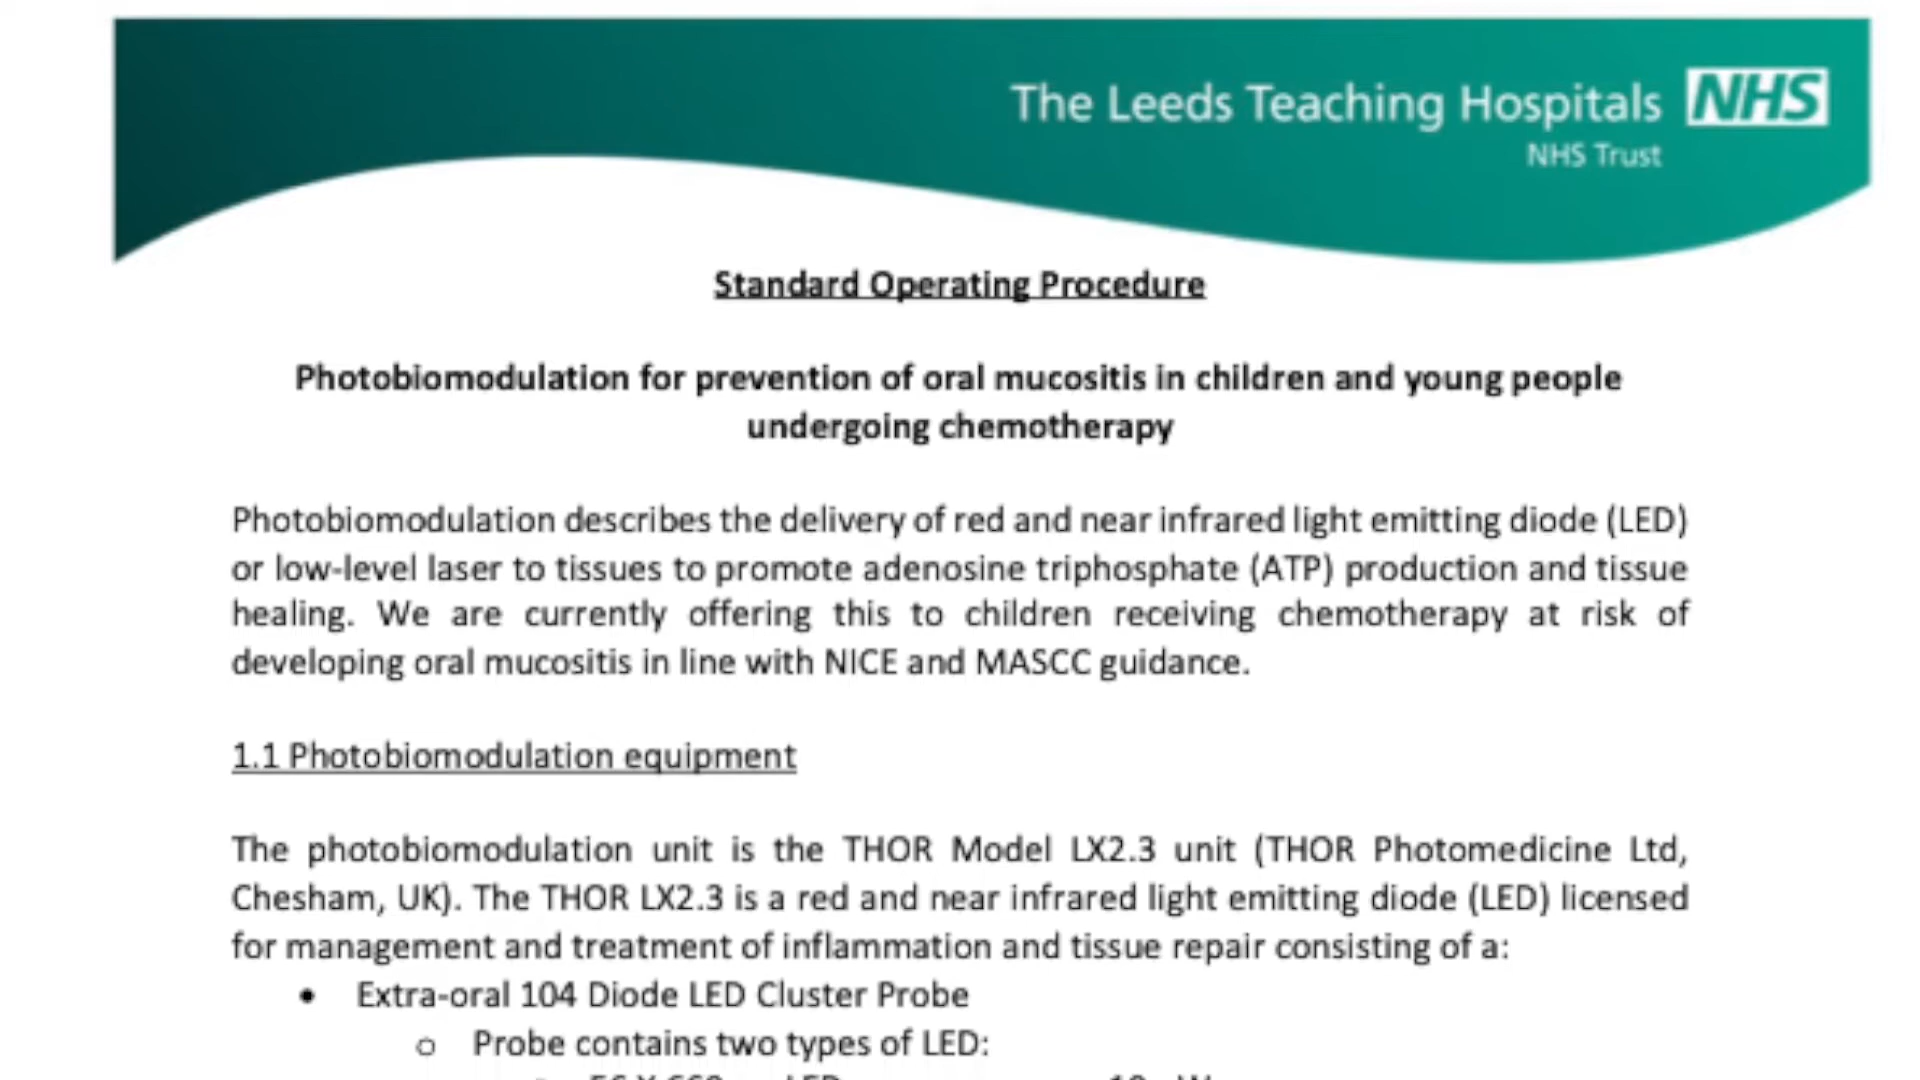 The Leeds Teaching Hospitals NHS
NHS Trust
Standard Operating Procedure
Photobiomodulation for prevention of oral mucositis in children and young people
undergoing chemotherapy
Photobiomodulation describes the delivery of red and near infrared light emitting diode (LED)
or low-level laser to tissues to promote adenosine triphosphate (ATP) production and tissue
healing. We are currently offering this to children receiving chemotherapy at risk of
developing oral mucositis in line with NICE and MASCC guidance.
1.1 Photobiomodulation equipment
The photobiomodulation unit is the THOR Model LX2.3 unit (THOR Photomedicine Ltd,
Chesham, UK). The THOR LX2.3 is a red and near infrared light emitting diode (LED) licensed
for management and treatment of inflammation and tissue repair consisting of a:
• Extra-oral 104 Diode LED Cluster Probe
o Probe contains two types of LED: